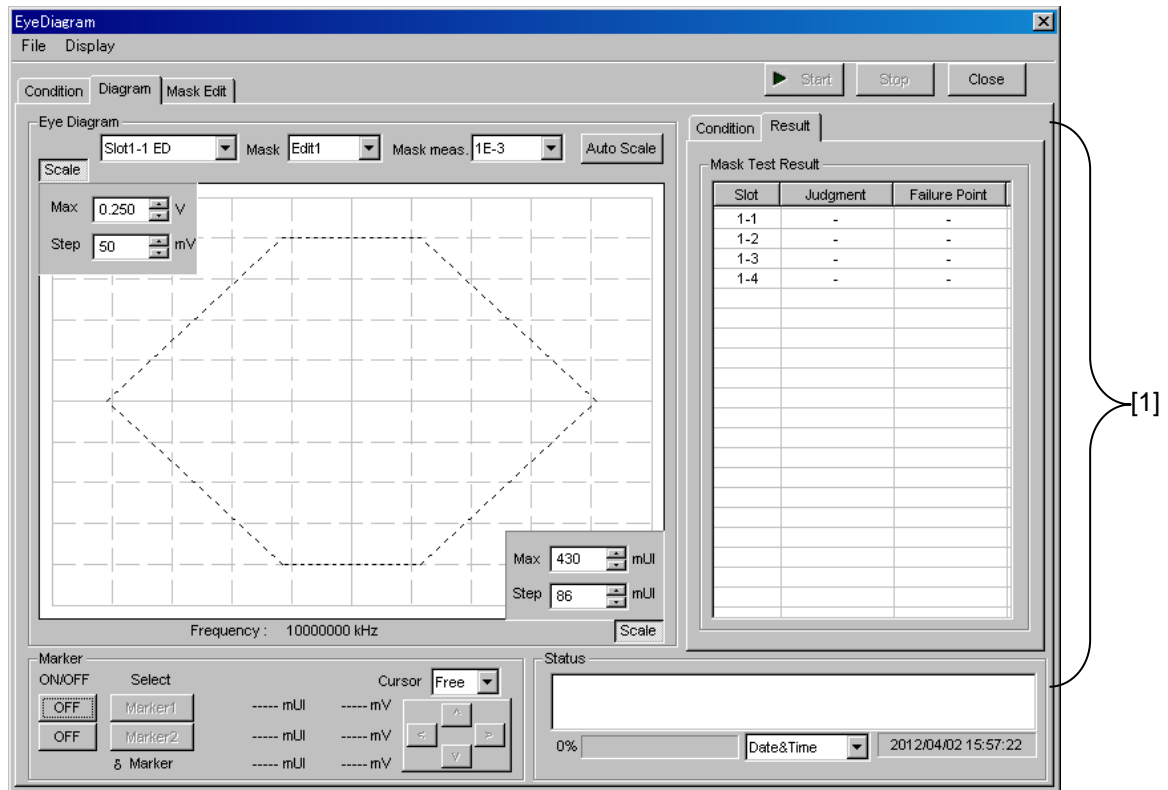 EyeDiagram
File Display
Condition Diagram Mask Edit
Start Stop Close
Eye Diagram
Slot1-1 ED Mask Edit1 Mask meas. 1E-3 Auto Scale
Scale
Max 0.250 V
Step 50 mV
Max 430 mUI
Step 86 mUI
Frequency : 10000000 kHz Scale
Condition Result
Mask Test Result
Slot Judgment Failure Point
1-1 - -
1-2 - -
1-3 - -
1-4 - -
[1]
Marker
ON/OFF Select Cursor Free
OFF Marker1 ----- mUI ----- mV
OFF Marker2 ----- mUI ----- mV
δ Marker ----- mUI ----- mV
^
< >
v
Status
0% Date&Time 2012/04/02 15:57:22